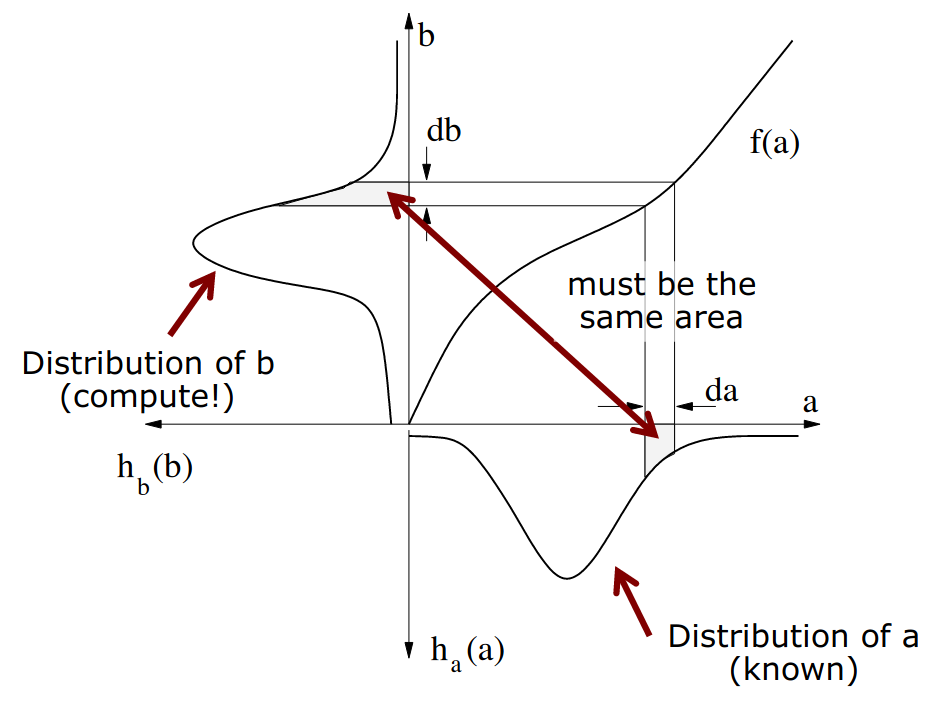 b
db
f(a)
must be the
same area
Distribution of b
(compute!)
da
a
h_b(b)
h_a(a)
Distribution of a
(known)